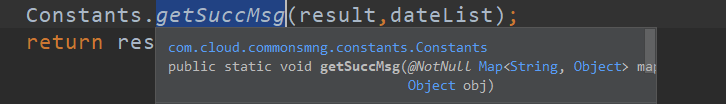 Constants.getSuccMsg(result,dateList);
return res
com.cloud.commonsmng.constants.Constants
public static void getSuccMsg(@NotNull Map<String, Object> map
Object obj)